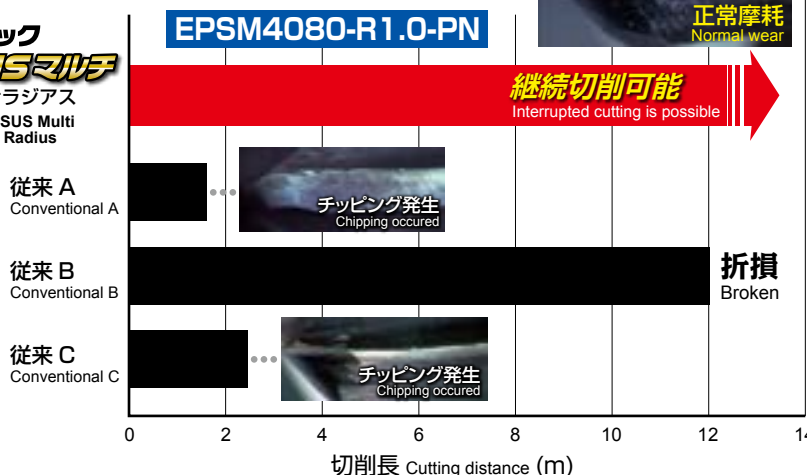 EPSM4080-R1.0-PN
正常摩耗
Normal wear
ック
USマルチ
ラジアス
SUS Multi
Radius
継続切削可能
Interrupted cutting is possible
従来 A
Conventional A
チッピング発生
Chipping occured
従来 B
Conventional B
折損
Broken
従来 C
Conventional C
チッピング発生
Chipping occured
0 2 4 6 8 10 12 14
切削長 Cutting distance (m)